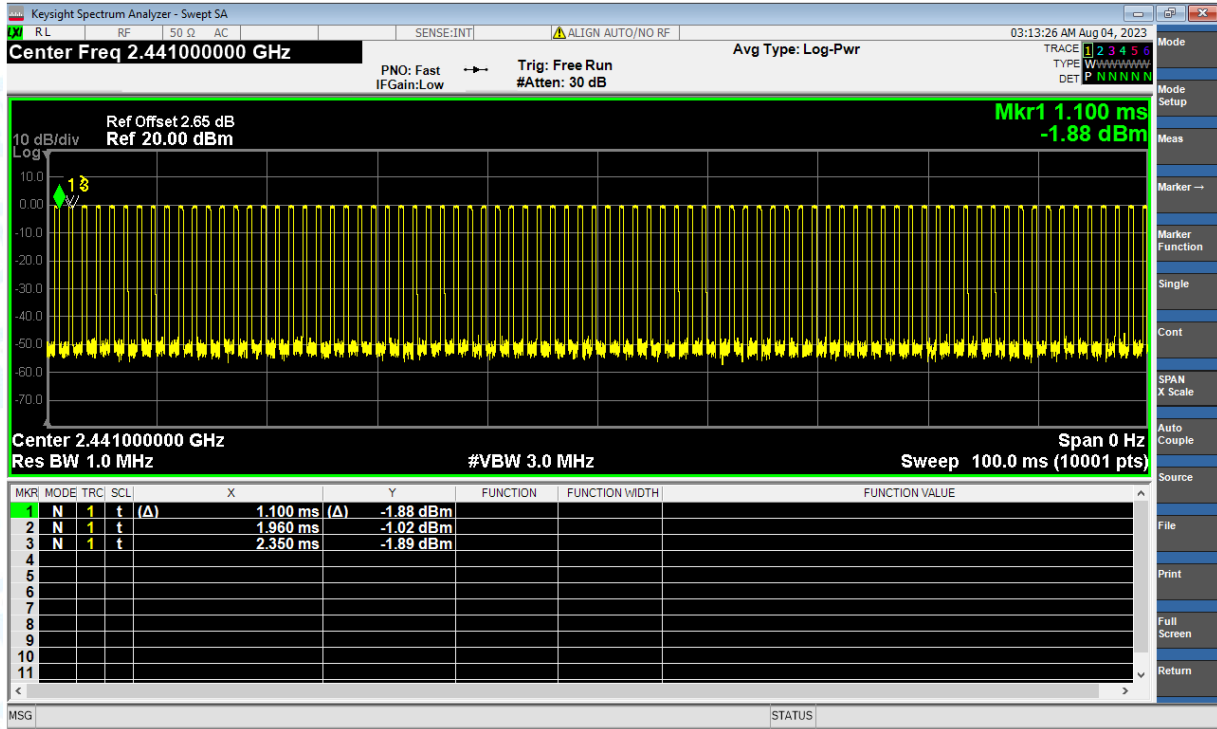 Keysight Spectrum Analyzer - Swept SA
LXI RL RF 50 Ω AC SENSE:INT ALIGN AUTO/NO RF 03:13:26 AM Aug 04, 2023
Center Freq 2.441000000 GHz
PNO: Fast
IFGain:Low
Trig: Free Run
#Atten: 30 dB
Avg Type: Log-Pwr
TRACE 1 2 3 4 5 6
TYPE WWWWWWW
DET P N N N N N
Mkr1 1.100 ms
-1.88 dBm
Ref Offset 2.65 dB
10 dB/div Ref 20.00 dBm
Log
10.0
0.00
-10.0
-20.0
-30.0
-40.0
-50.0
-60.0
-70.0
1 3
Center 2.441000000 GHz Span 0 Hz
Res BW 1.0 MHz #VBW 3.0 MHz Sweep 100.0 ms (10001 pts)
MKR MODE TRC SCL X Y FUNCTION FUNCTION WIDTH FUNCTION VALUE
1 N 1 t (Δ) 1.100 ms (Δ) -1.88 dBm
2 N 1 t 1.960 ms -1.02 dBm
3 N 1 t 2.350 ms -1.89 dBm
4
5
6
7
8
9
10
11
MSG STATUS
Mode
Mode
Setup
Meas
Marker →
Marker
Function
Single
Cont
SPAN
X Scale
Auto
Couple
Source
File
Print
Full
Screen
Return